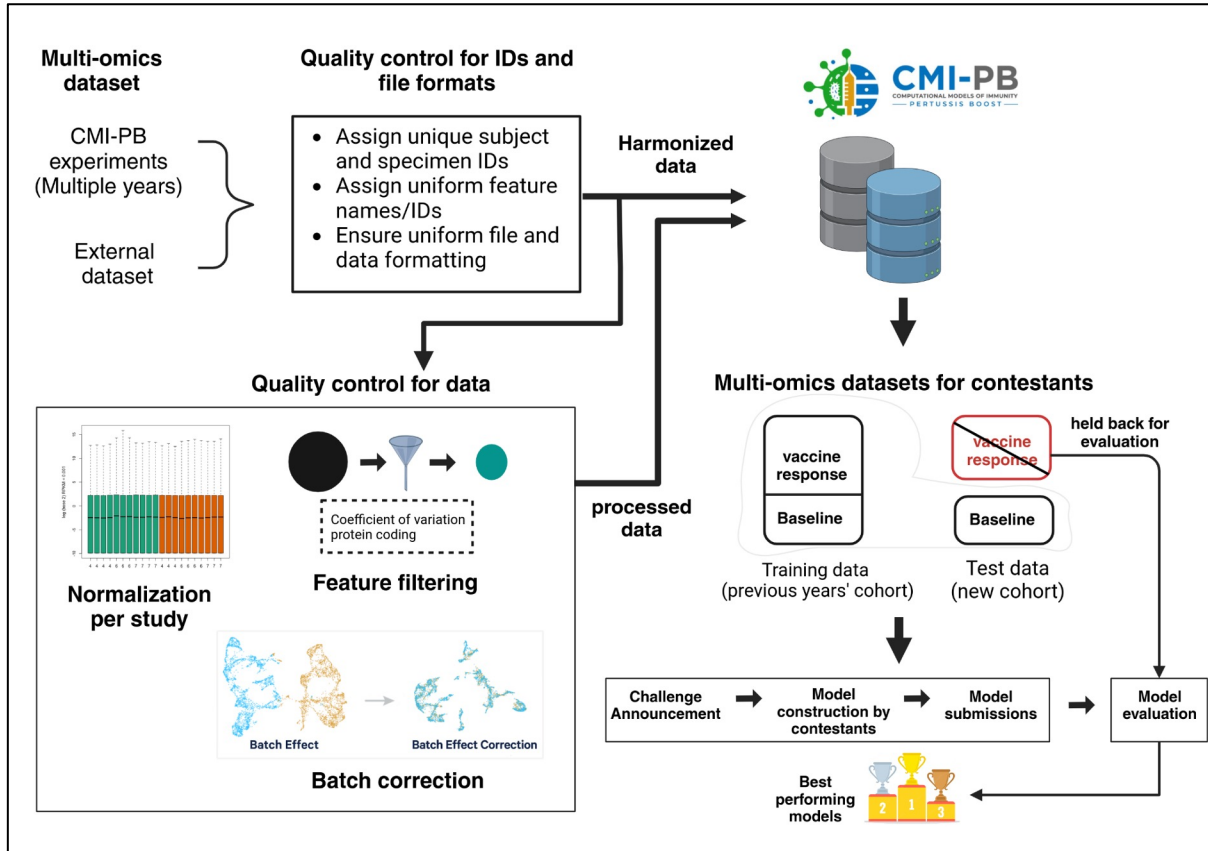 Multi-omics
dataset
CMI-PB
experiments
(Multiple years)
External
dataset
Quality control for IDs and
file formats
• Assign unique subject
and specimen IDs
• Assign uniform feature
names/IDs
• Ensure uniform file and
data formatting
Harmonized
data
CMI-PB
COMPUTATIONAL MODELS OF IMMUNITY
- PERTUSSIS BOOST -
Quality control for data
Normalization
per study
Coefficient of variation
protein coding
Feature filtering
Batch Effect
Batch Effect Correction
Batch correction
processed
data
Multi-omics datasets for contestants
vaccine
response
Baseline
Training data
(previous years' cohort)
vaccine
response
Baseline
Test data
(new cohort)
held back for
evaluation
Challenge
Announcement
Model
construction by
contestants
Model
submissions
Model
evaluation
Best
performing
models
2
1
3